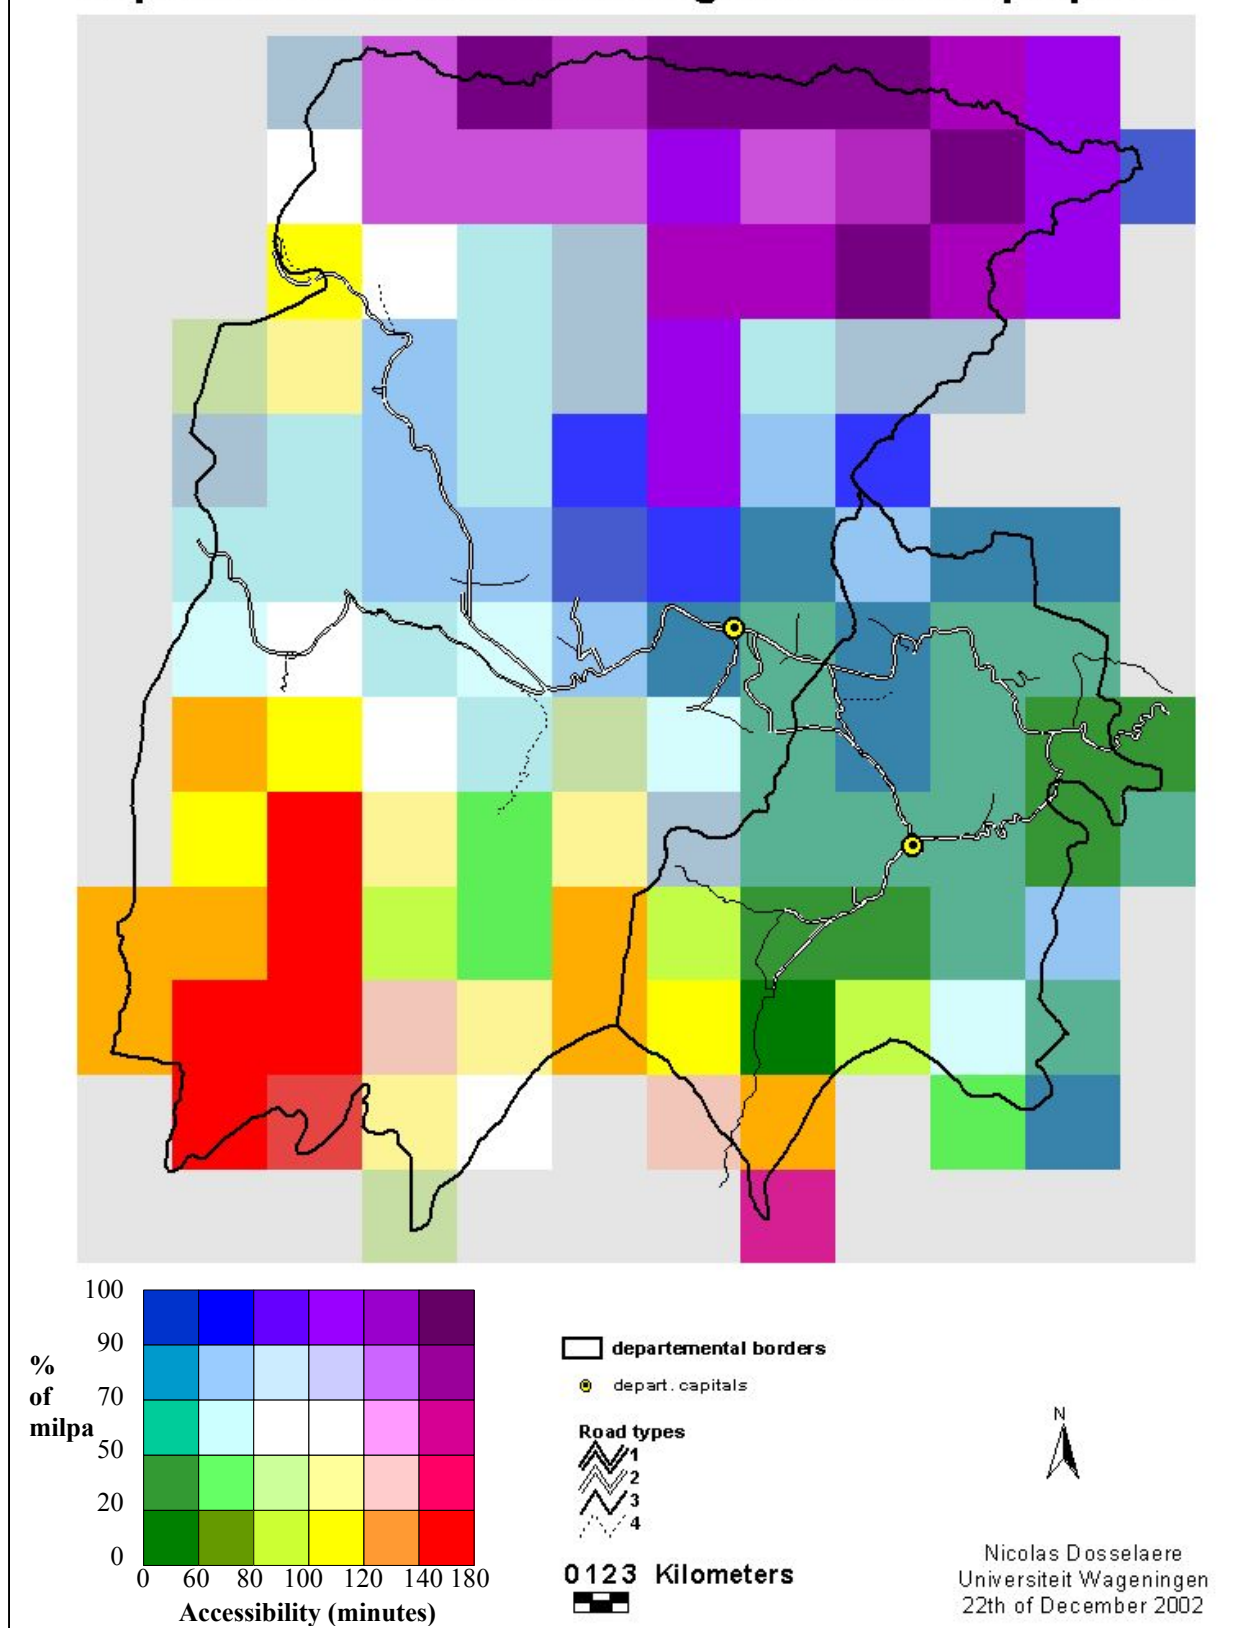 100
90
70
50
20
0
%
of
milpa
0 60 80 100 120 140 180
Accessibility (minutes)
departemental borders
depart. capitals
Road types
1
2
3
4
0123 Kilometers
N
Nicolas Dosselaere
Universiteit Wageningen
22th of December 2002